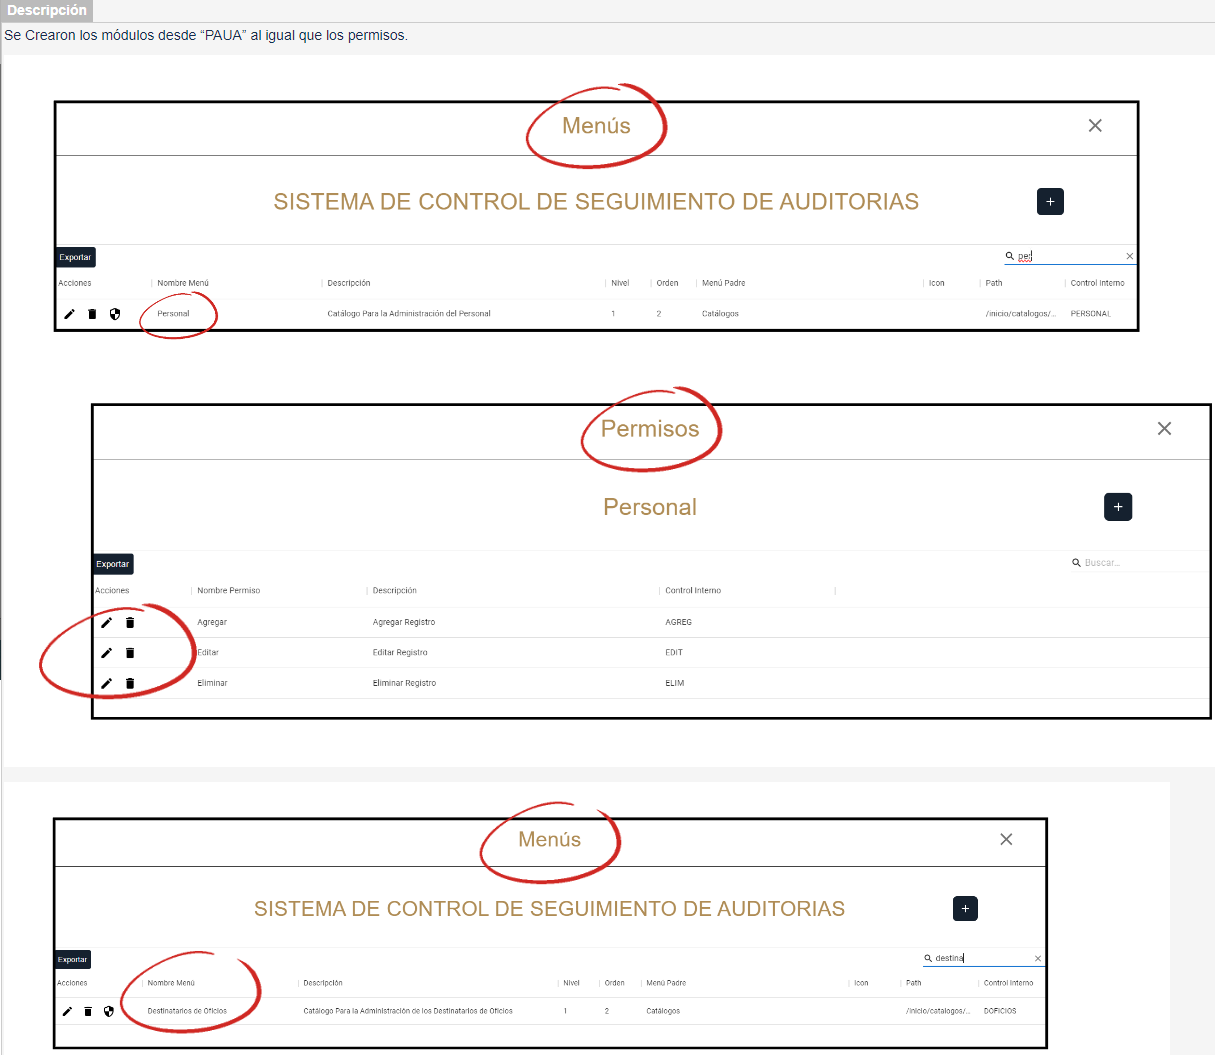 Descripción
Se Crearon los módulos desde “PAUA” al igual que los permisos.
Menús
SISTEMA DE CONTROL DE SEGUIMIENTO DE AUDITORIAS
+
Exportar
per
Acciones Nombre Menú Descripción Nivel Orden Menú Padre Icon Path Control Interno
Personal Catálogo Para la Administración del Personal 1 2 Catálogos /inicio/catalogos/... PERSONAL
Permisos
Personal
+
Exportar
Buscar...
Acciones Nombre Permiso Descripción Control Interno
Agregar Agregar Registro AGREG
Editar Editar Registro EDIT
Eliminar Eliminar Registro ELIM
Menús
SISTEMA DE CONTROL DE SEGUIMIENTO DE AUDITORIAS
+
Exportar
destina
Acciones Nombre Menú Descripción Nivel Orden Menú Padre Icon Path Control Interno
Destinatarios de Oficios Catálogo Para la Administración de los Destinatarios de Oficios 1 2 Catálogos /inicio/catalogos/... DOFICIOS